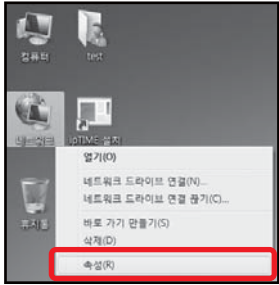 컴퓨터
test
네트워크
ipTIME 설치
휴지통
열기(O)
네트워크 드라이브 연결(N)...
네트워크 드라이브 연결 끊기(C)...
바로 가기 만들기(S)
삭제(D)
속성(R)